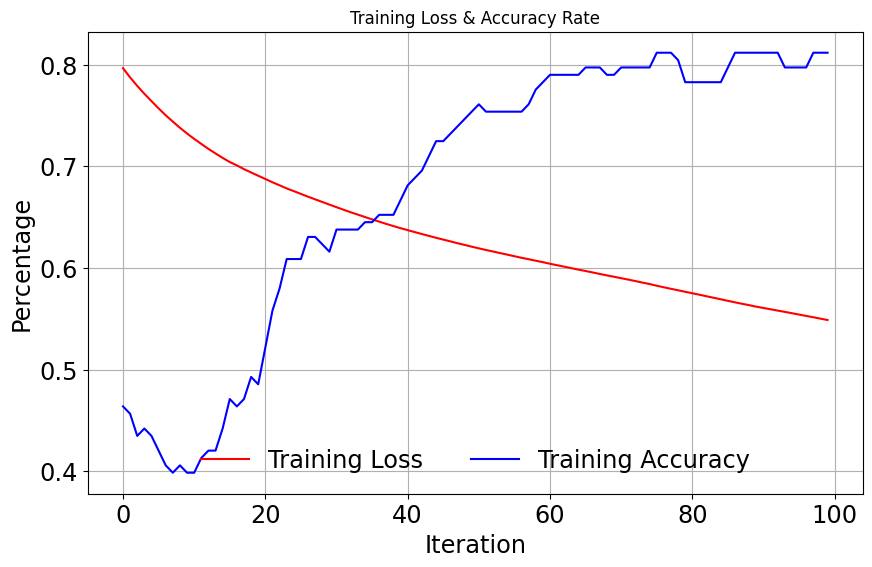 Training Loss & Accuracy Rate
Percentage
0.8
0.7
0.6
0.5
0.4
Training Loss
Training Accuracy
0 20 40 60 80 100
Iteration